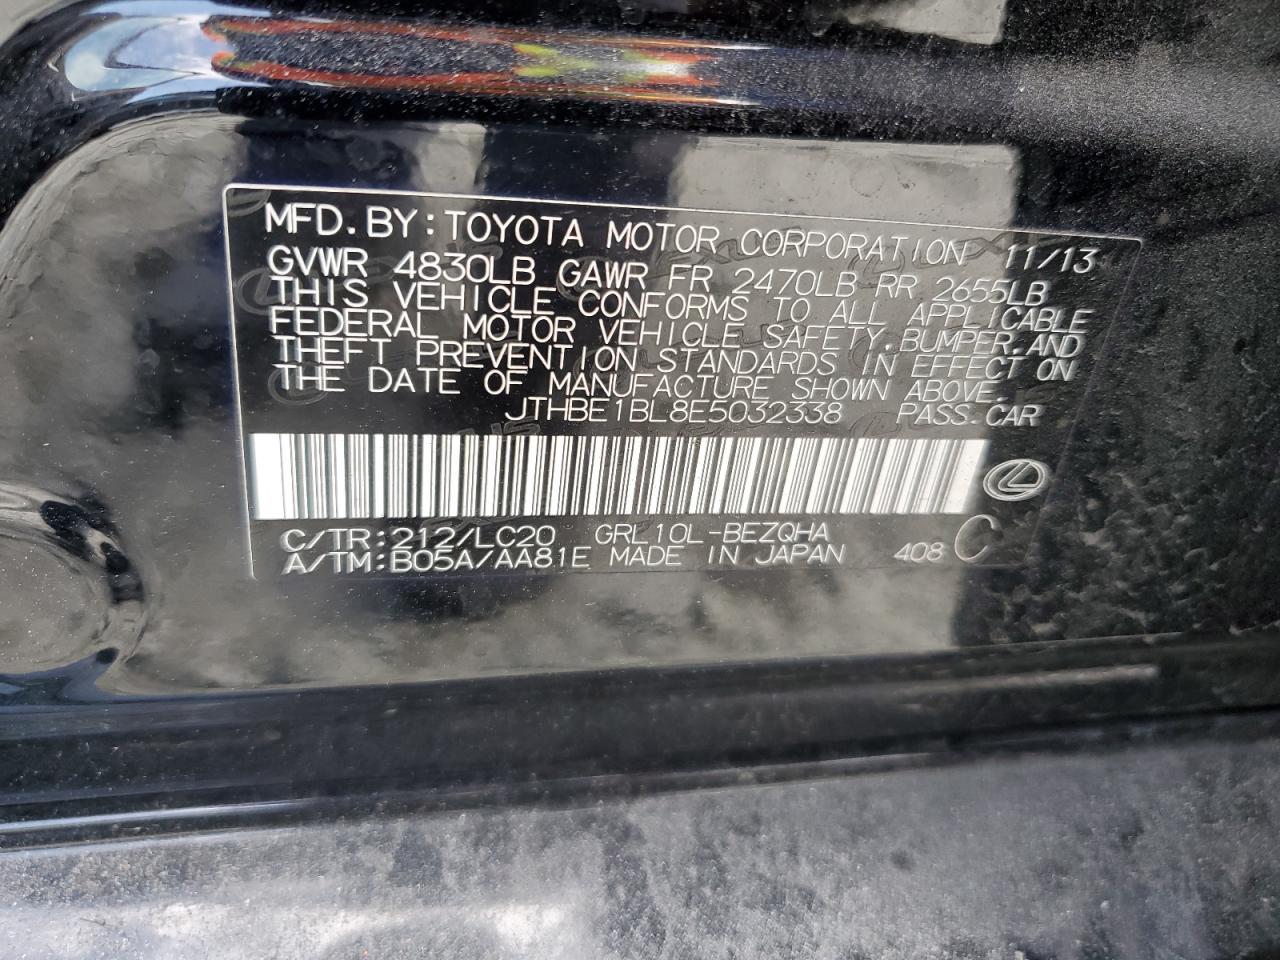 MFD. BY: TOYOTA MOTOR CORPORATION 11/13
GVWR 4830LB GAWR FR 2470LB RR 2655LB
THIS VEHICLE CONFORMS TO ALL APPLICABLE
FEDERAL MOTOR VEHICLE SAFETY, BUMPER, AND
THEFT PREVENTION STANDARDS IN EFFECT ON
THE DATE OF MANUFACTURE SHOWN ABOVE.
JTHBE1BL8E5032338 PASS. CAR
C/TR: 212/LC20 GRL10L-BEZQHA
A/TM: B05A/AA81E MADE IN JAPAN 408 C